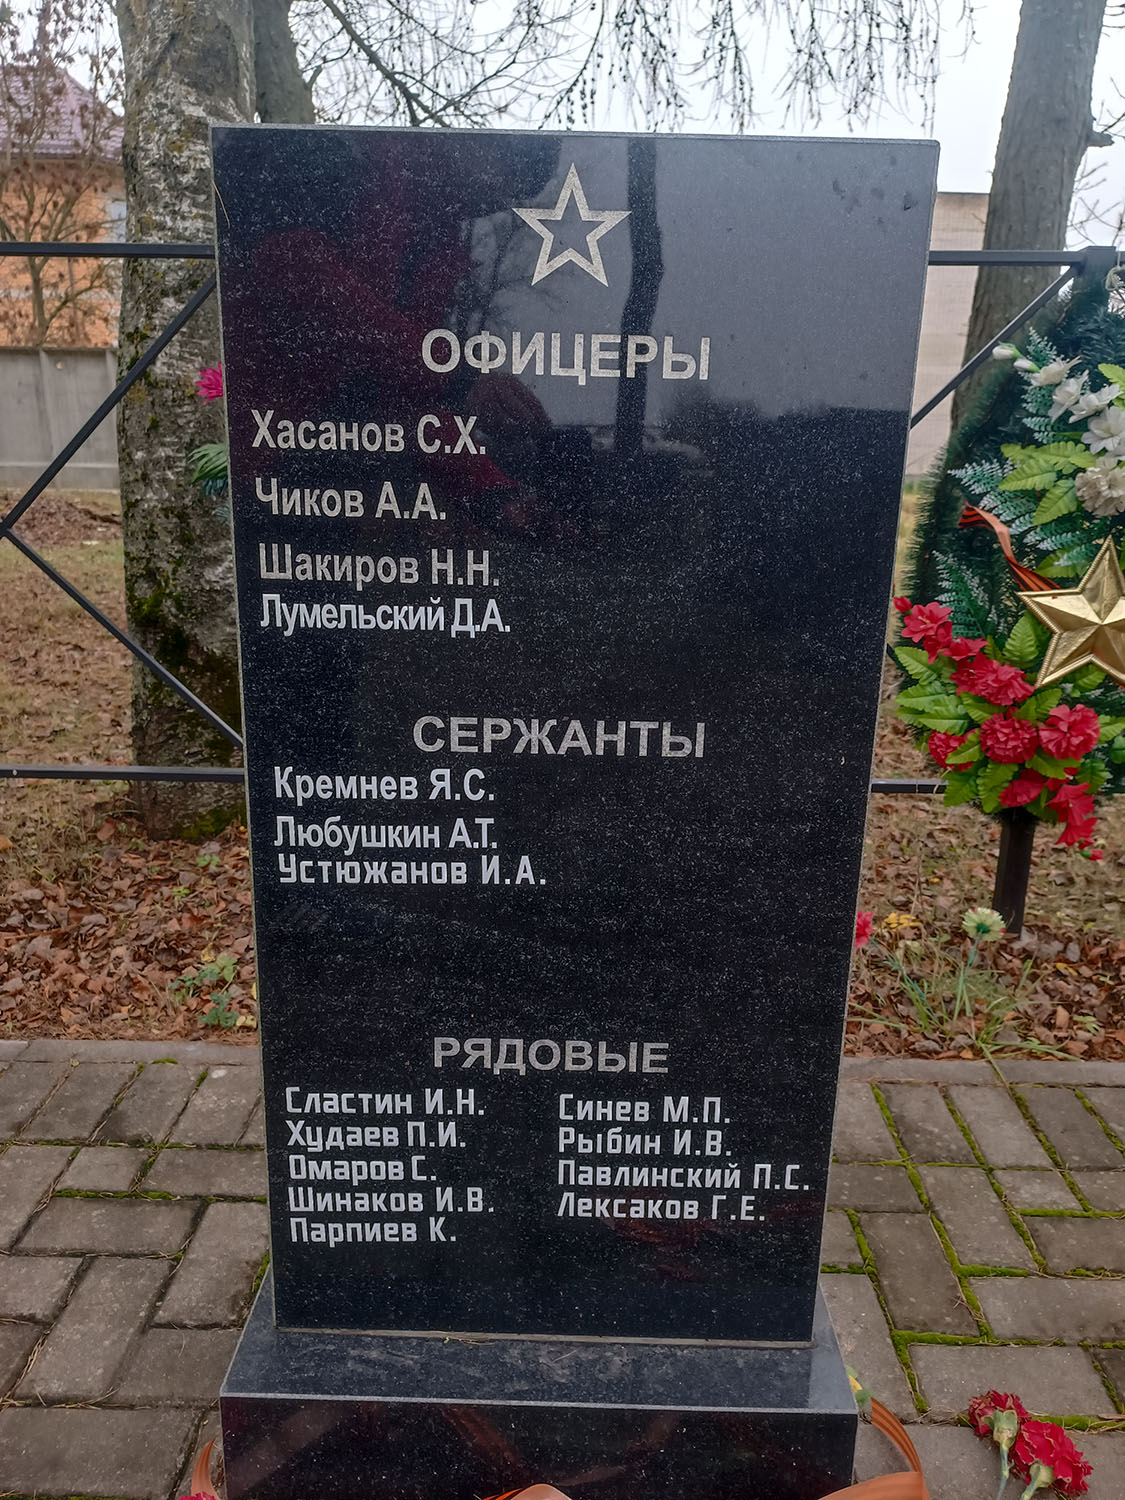 ОФИЦЕРЫ
Хасанов С.Х.
Чиков А.А.
Шакиров Н.Н.
Лумельский Д.А.
СЕРЖАНТЫ
Кремнев Я.С.
Любушкин А.Т.
Устюжанов И.А.
РЯДОВЫЕ
Сластин И.Н.
Худаев П.И.
Омаров С.
Шинаков И.В.
Парпиев К.
Синев М.П.
Рыбин И.В.
Павлинский П.С.
Лексаков Г.Е.